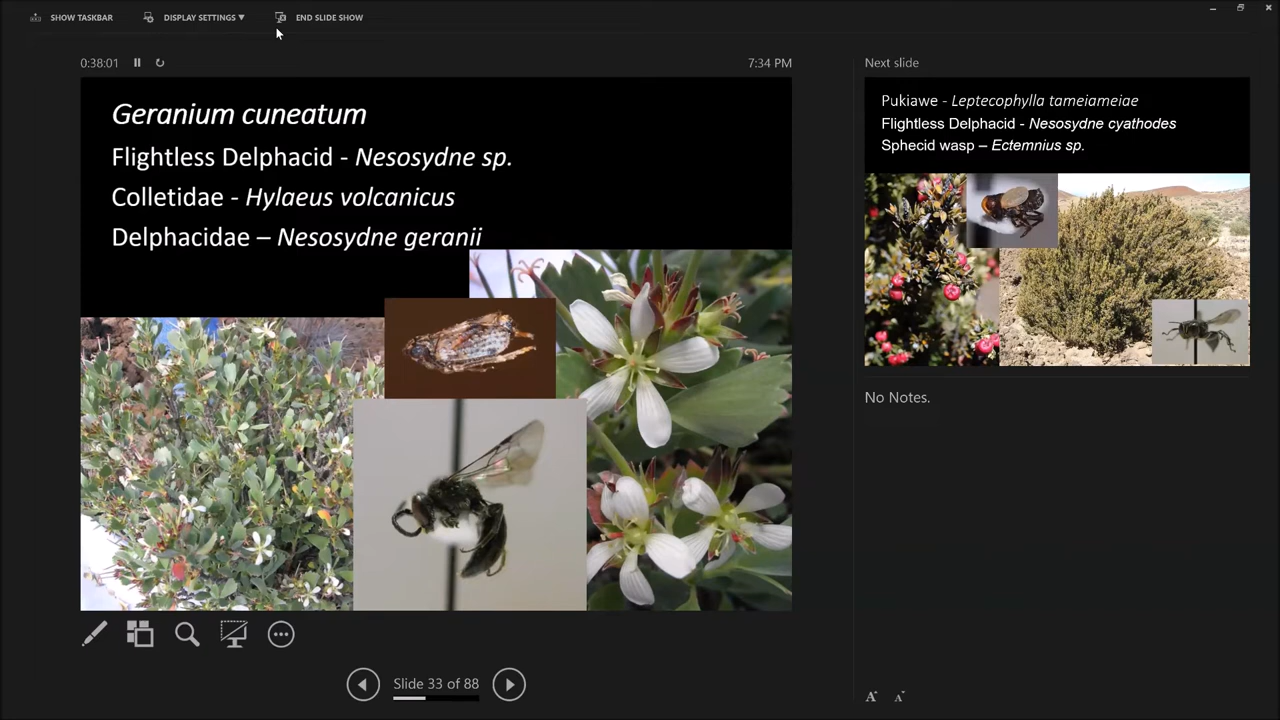 SHOW TASKBAR
DISPLAY SETTINGS ▼
END SLIDE SHOW
0:38:01
7:34 PM
Geranium cuneatum
Flightless Delphacid - Nesosydne sp.
Colletidae - Hylaeus volcanicus
Delphacidae – Nesosydne geranii
Slide 33 of 88
Next slide
Pukiawe - Leptecophylla tameiameiae
Flightless Delphacid - Nesosydne cyathodes
Sphecid wasp – Ectemnius sp.
No Notes.
A A